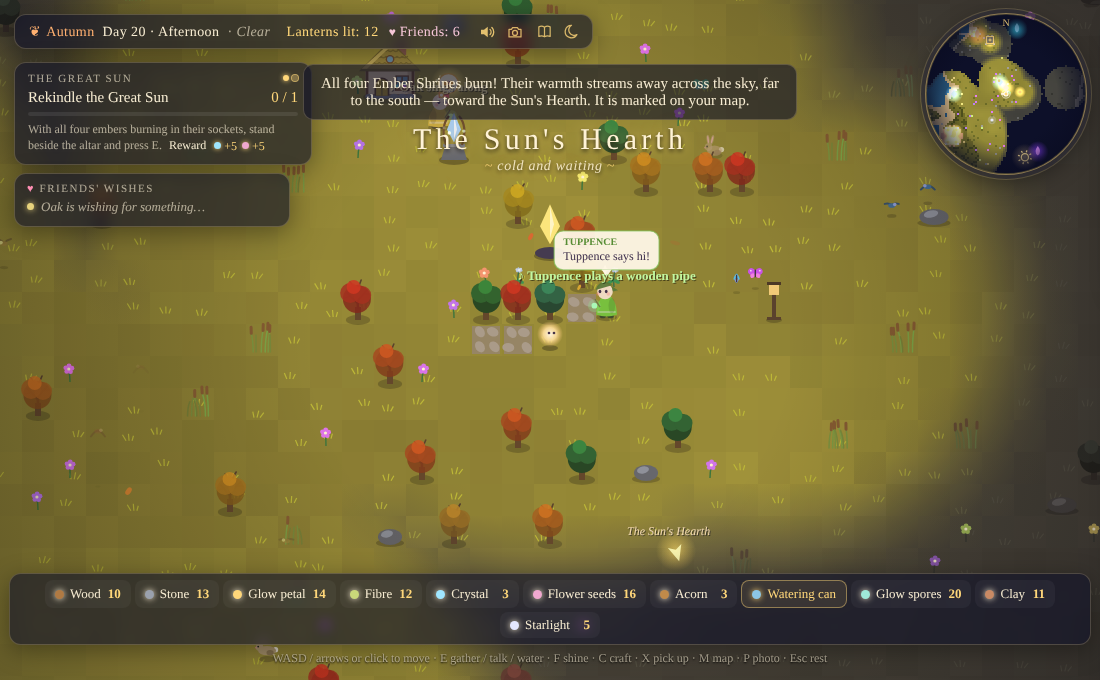 ❦ Autumn Day 20 · Afternoon · Clear Lanterns lit: 12 ♥ Friends: 6
N
THE GREAT SUN
Rekindle the Great Sun 0 / 1
With all four embers burning in their sockets, stand
beside the altar and press E. Reward +5 +5
♥ FRIENDS' WISHES
Oak is wishing for something…
All four Ember Shrines burn! Their warmth streams away across the sky, far
to the south — toward the Sun's Hearth. It is marked on your map.
The Sun's Hearth
~ cold and waiting ~
TUPPENCE
Tuppence says hi!
Tuppence plays a wooden pipe
The Sun's Hearth
Wood 10 Stone 13 Glow petal 14 Fibre 12 Crystal 3 Flower seeds 16 Acorn 3 Watering can Glow spores 20 Clay 11
Starlight 5
WASD / arrows or click to move · E gather / talk / water · F shine · C craft · X pick up · M map · P photo · Esc rest